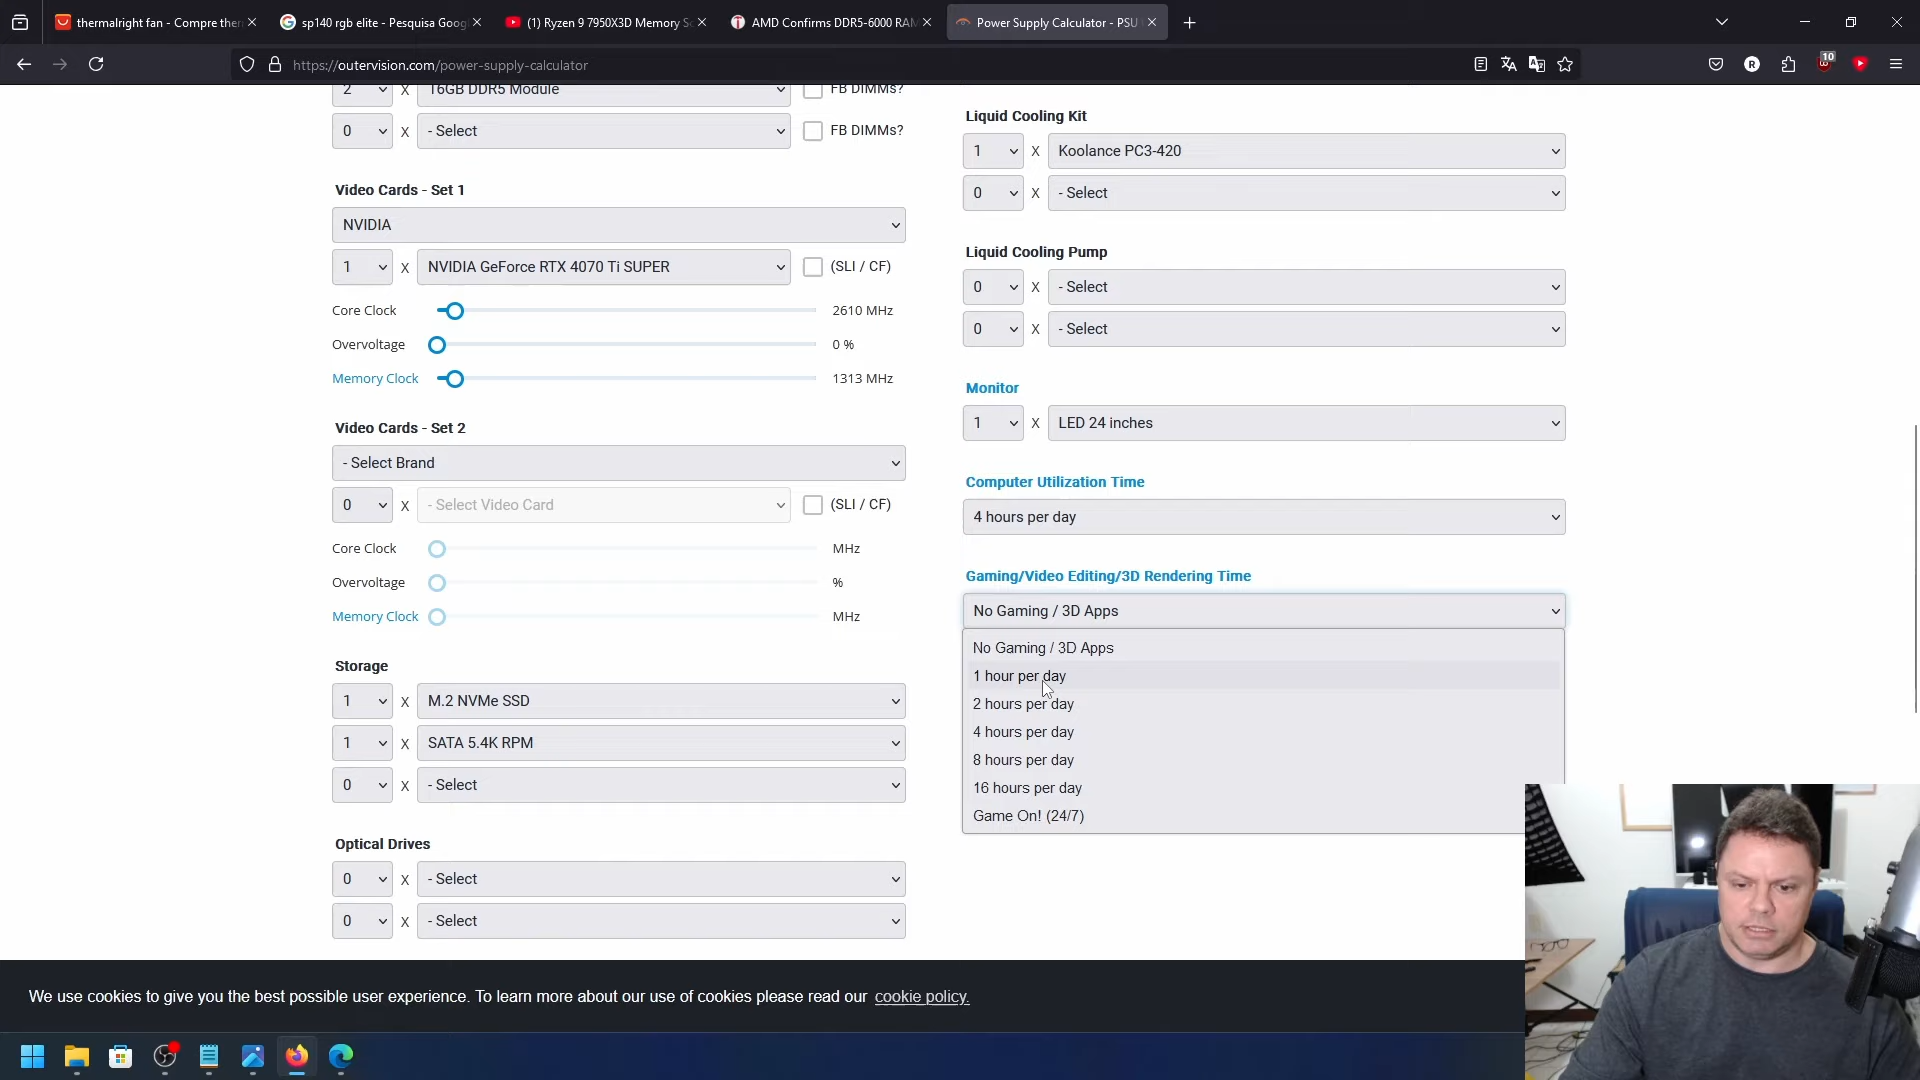 thermalright fan - Compre ther
sp140 rgb elite - Pesquisa Goog
(1) Ryzen 9 7950X3D Memory Sc
AMD Confirms DDR5-6000 RAM
Power Supply Calculator - PSU
https://outervision.com/power-supply-calculator
10
R
2 X 16GB DDR5 Module FB DIMMs?
0 X - Select FB DIMMs?
Video Cards - Set 1
NVIDIA
1 X NVIDIA GeForce RTX 4070 Ti SUPER (SLI / CF)
Core Clock 2610 MHz
Overvoltage 0 %
Memory Clock 1313 MHz
Video Cards - Set 2
- Select Brand
0 X - Select Video Card (SLI / CF)
Core Clock MHz
Overvoltage %
Memory Clock MHz
Storage
1 X M.2 NVMe SSD
1 X SATA 5.4K RPM
0 X - Select
Optical Drives
0 X - Select
0 X - Select
Liquid Cooling Kit
1 X Koolance PC3-420
0 X - Select
Liquid Cooling Pump
0 X - Select
0 X - Select
Monitor
1 X LED 24 inches
Computer Utilization Time
4 hours per day
Gaming/Video Editing/3D Rendering Time
No Gaming / 3D Apps
No Gaming / 3D Apps
1 hour per day
2 hours per day
4 hours per day
8 hours per day
16 hours per day
Game On! (24/7)
We use cookies to give you the best possible user experience. To learn more about our use of cookies please read our cookie policy.